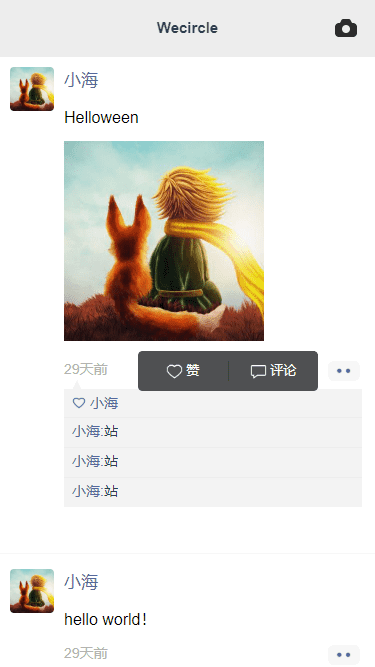 Wecircle
小海
Helloween
29天前 赞 评论
小海
小海:站
小海:站
小海:站
小海
hello world！
29天前